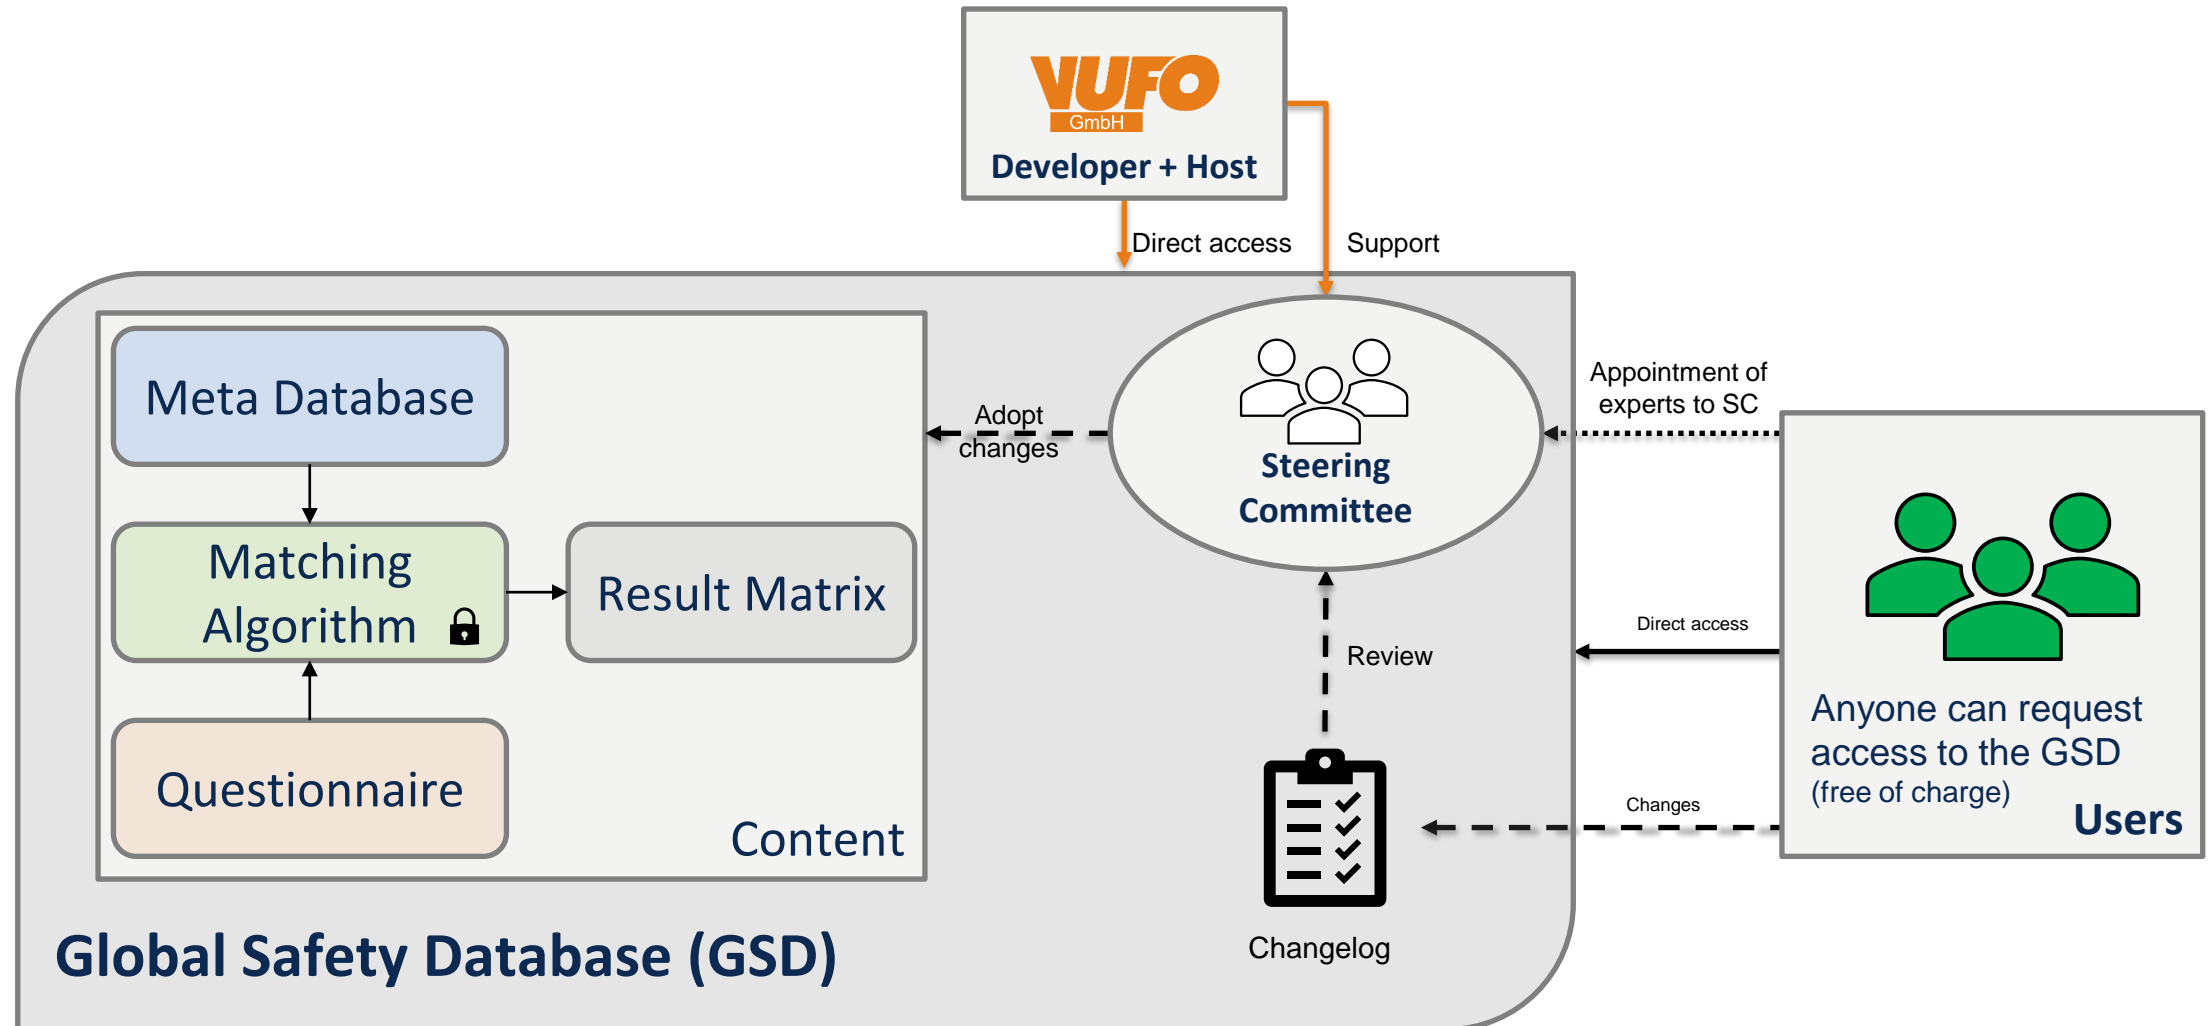 VUFO
GmbH
Developer + Host
Direct access
Support
Meta Database
Matching
Algorithm
Result Matrix
Questionnaire
Content
Adopt
changes
Steering
Committee
Appointment of
experts to SC
Review
Direct access
Changes
Changelog
Anyone can request
access to the GSD
(free of charge)
Users
Global Safety Database (GSD)